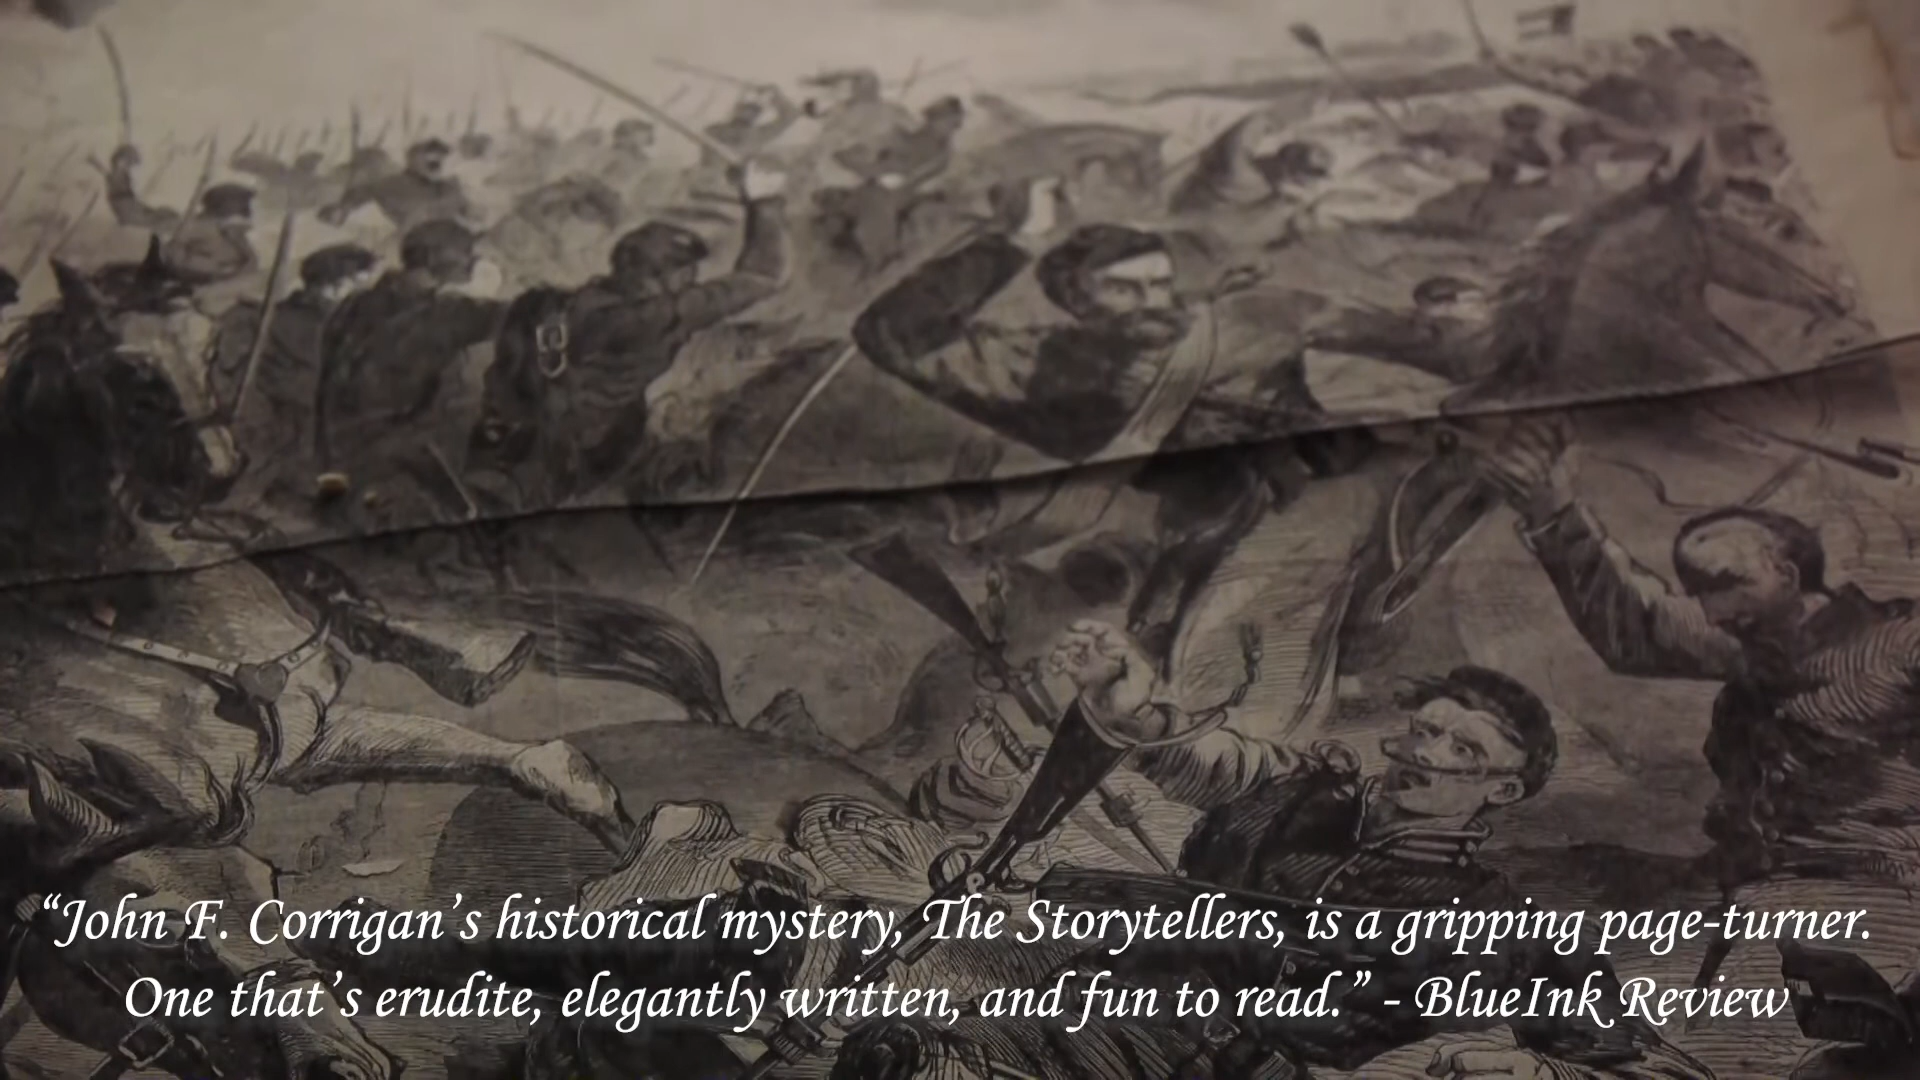 “John F. Corrigan’s historical mystery, The Storytellers, is a gripping page-turner.
One that’s erudite, elegantly written, and fun to read.” - BlueInk Review